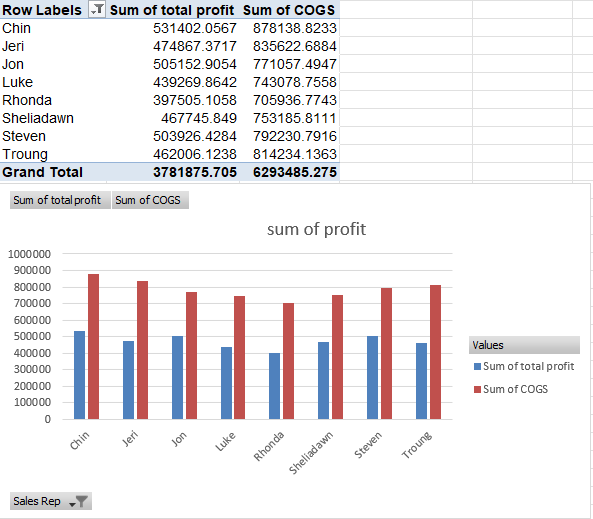 Row Labels Sum of total profit Sum of COGS
Chin 531402.0567 878138.8233
Jeri 474867.3717 835622.6884
Jon 505152.9054 771057.4947
Luke 439269.8642 743078.7558
Rhonda 397505.1058 705936.7743
Sheliadawn 467745.849 753185.8111
Steven 503926.4284 792230.7916
Troung 462006.1238 814234.1363
Grand Total 3781875.705 6293485.275
Sum of total profit Sum of COGS
sum of profit
1000000
900000
800000
700000
600000
500000
400000
300000
200000
100000
0
Chin Jeri Jon Luke Rhonda Sheliadawn Steven Troung
Values
Sum of total profit
Sum of COGS
Sales Rep